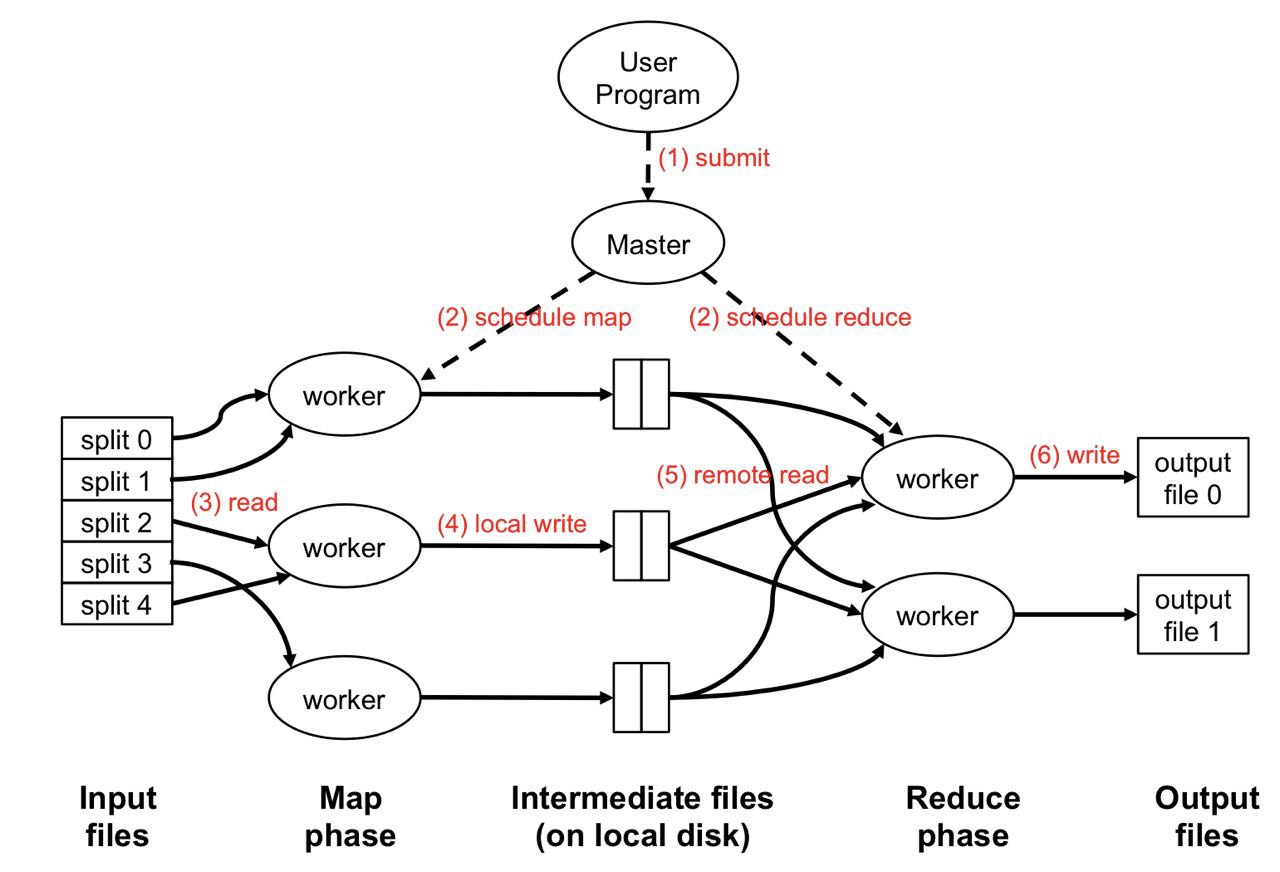 User
Program
(1) submit
Master
(2) schedule map
(2) schedule reduce
worker
split 0
split 1
split 2
split 3
split 4
(3) read
worker
(4) local write
worker
(5) remote read
worker
(6) write
output
file 0
worker
output
file 1
Input
files
Map
phase
Intermediate files
(on local disk)
Reduce
phase
Output
files